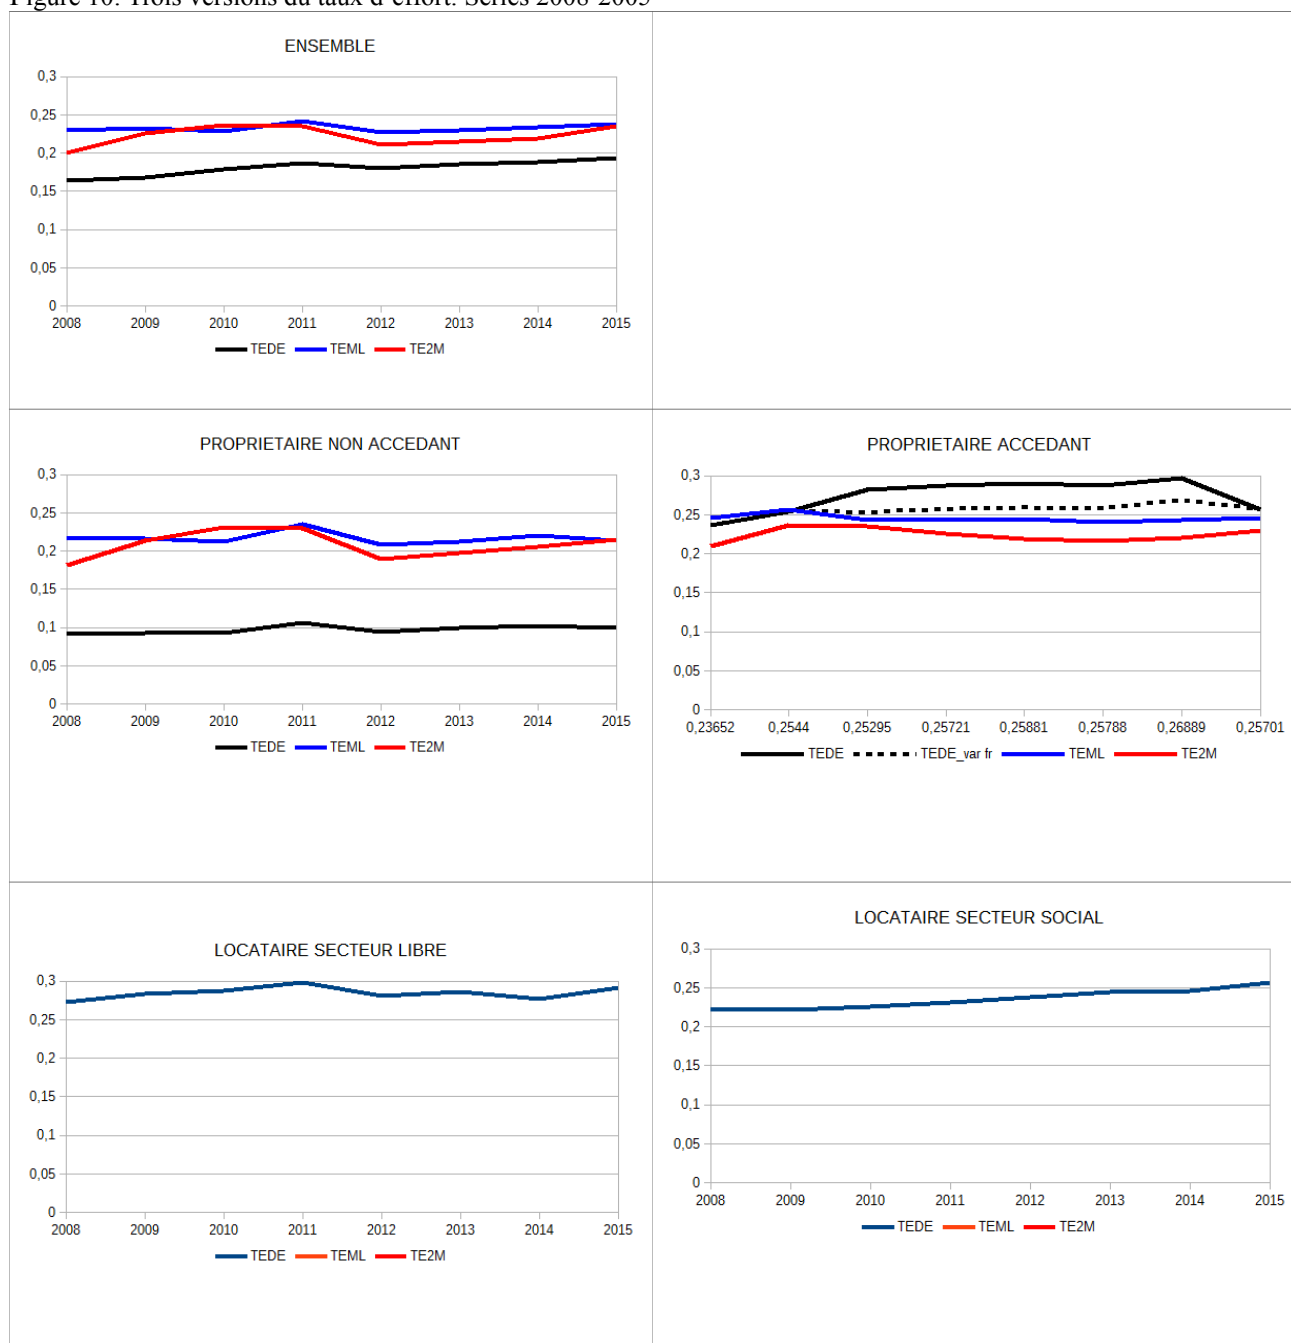 Figure 10: Trois versions du taux d'effort. Séries 2008-2005
ENSEMBLE
0,3
0,25
0,2
0,15
0,1
0,05
0
2008 2009 2010 2011 2012 2013 2014 2015
TEDE TEML TE2M
PROPRIETAIRE NON ACCEDANT
0,3
0,25
0,2
0,15
0,1
0,05
0
2008 2009 2010 2011 2012 2013 2014 2015
TEDE TEML TE2M
PROPRIETAIRE ACCEDANT
0,3
0,25
0,2
0,15
0,1
0,05
0
0,23652 0,2544 0,25295 0,25721 0,25881 0,25788 0,26889 0,25701
TEDE TEDE_var fr TEML TE2M
LOCATAIRE SECTEUR LIBRE
0,3
0,25
0,2
0,15
0,1
0,05
0
2008 2009 2010 2011 2012 2013 2014 2015
TEDE TEML TE2M
LOCATAIRE SECTEUR SOCIAL
0,3
0,25
0,2
0,15
0,1
0,05
0
2008 2009 2010 2011 2012 2013 2014 2015
TEDE TEML TE2M